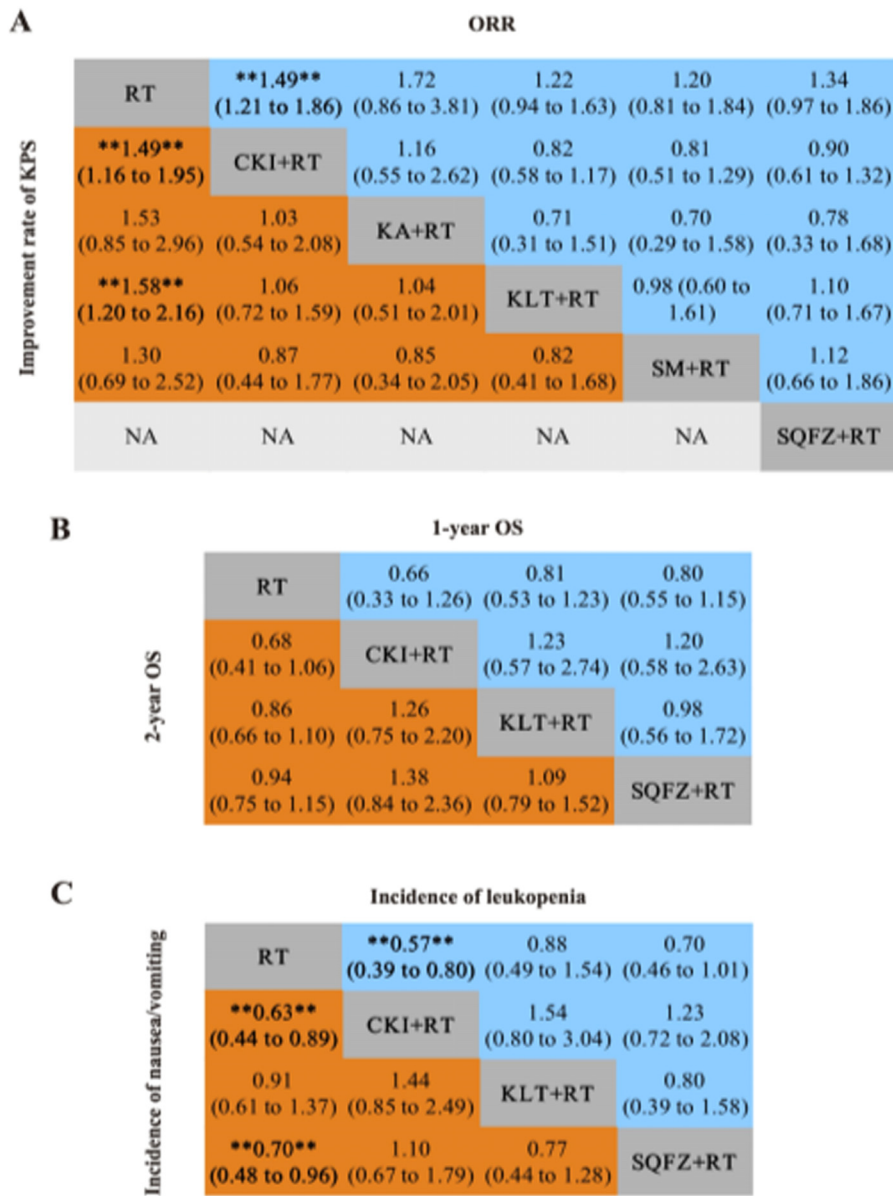 A
ORR
RT **1.49** 1.72 1.22 1.20 1.34
(1.21 to 1.86) (0.86 to 3.81) (0.94 to 1.63) (0.81 to 1.84) (0.97 to 1.86)
**1.49** CKI+RT 1.16 0.82 0.81 0.90
(1.16 to 1.95) (0.55 to 2.62) (0.58 to 1.17) (0.51 to 1.29) (0.61 to 1.32)
1.53 1.03 KA+RT 0.71 0.70 0.78
(0.85 to 2.96) (0.54 to 2.08) (0.31 to 1.51) (0.29 to 1.58) (0.33 to 1.68)
**1.58** 1.06 1.04 KLT+RT 0.98 (0.60 to 1.10
(1.20 to 2.16) (0.72 to 1.59) (0.51 to 2.01) 1.61) (0.71 to 1.67)
1.30 0.87 0.85 0.82 SM+RT 1.12
(0.69 to 2.52) (0.44 to 1.77) (0.34 to 2.05) (0.41 to 1.68) (0.66 to 1.86)
NA NA NA NA NA SQFZ+RT
Improvement rate of KPS
B
1-year OS
RT 0.66 0.81 0.80
(0.33 to 1.26) (0.53 to 1.23) (0.55 to 1.15)
0.68 CKI+RT 1.23 1.20
(0.41 to 1.06) (0.57 to 2.74) (0.58 to 2.63)
0.86 1.26 KLT+RT 0.98
(0.66 to 1.10) (0.75 to 2.20) (0.56 to 1.72)
0.94 1.38 1.09 SQFZ+RT
(0.75 to 1.15) (0.84 to 2.36) (0.79 to 1.52)
2-year OS
C
Incidence of leukopenia
RT **0.57** 0.88 0.70
(0.39 to 0.80) (0.49 to 1.54) (0.46 to 1.01)
**0.63** CKI+RT 1.54 1.23
(0.44 to 0.89) (0.80 to 3.04) (0.72 to 2.08)
0.91 1.44 KLT+RT 0.80
(0.61 to 1.37) (0.85 to 2.49) (0.39 to 1.58)
**0.70** 1.10 0.77 SQFZ+RT
(0.48 to 0.96) (0.67 to 1.79) (0.44 to 1.28)
Incidence of nausea/vomiting